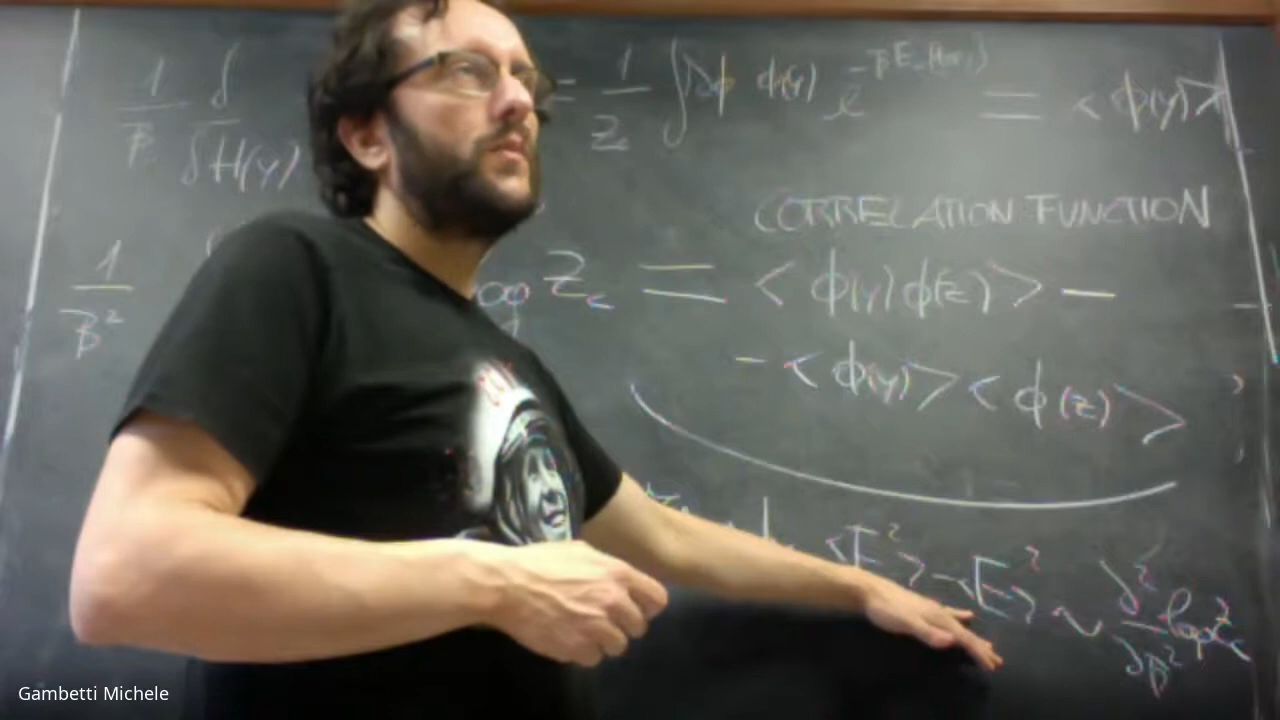 1/β δ/δH(y) = 1/Z_c ∫Dϕ ϕ(y) e^-βE_c[H,ϕ] = <ϕ(y)>
CORRELATION FUNCTION
1/β² log Z_c = <ϕ(y)ϕ(z)> -
- <ϕ(y)><ϕ(z)>
<E²> - <E>² ~ ∂²/∂β² log Z_c
Gambetti Michele